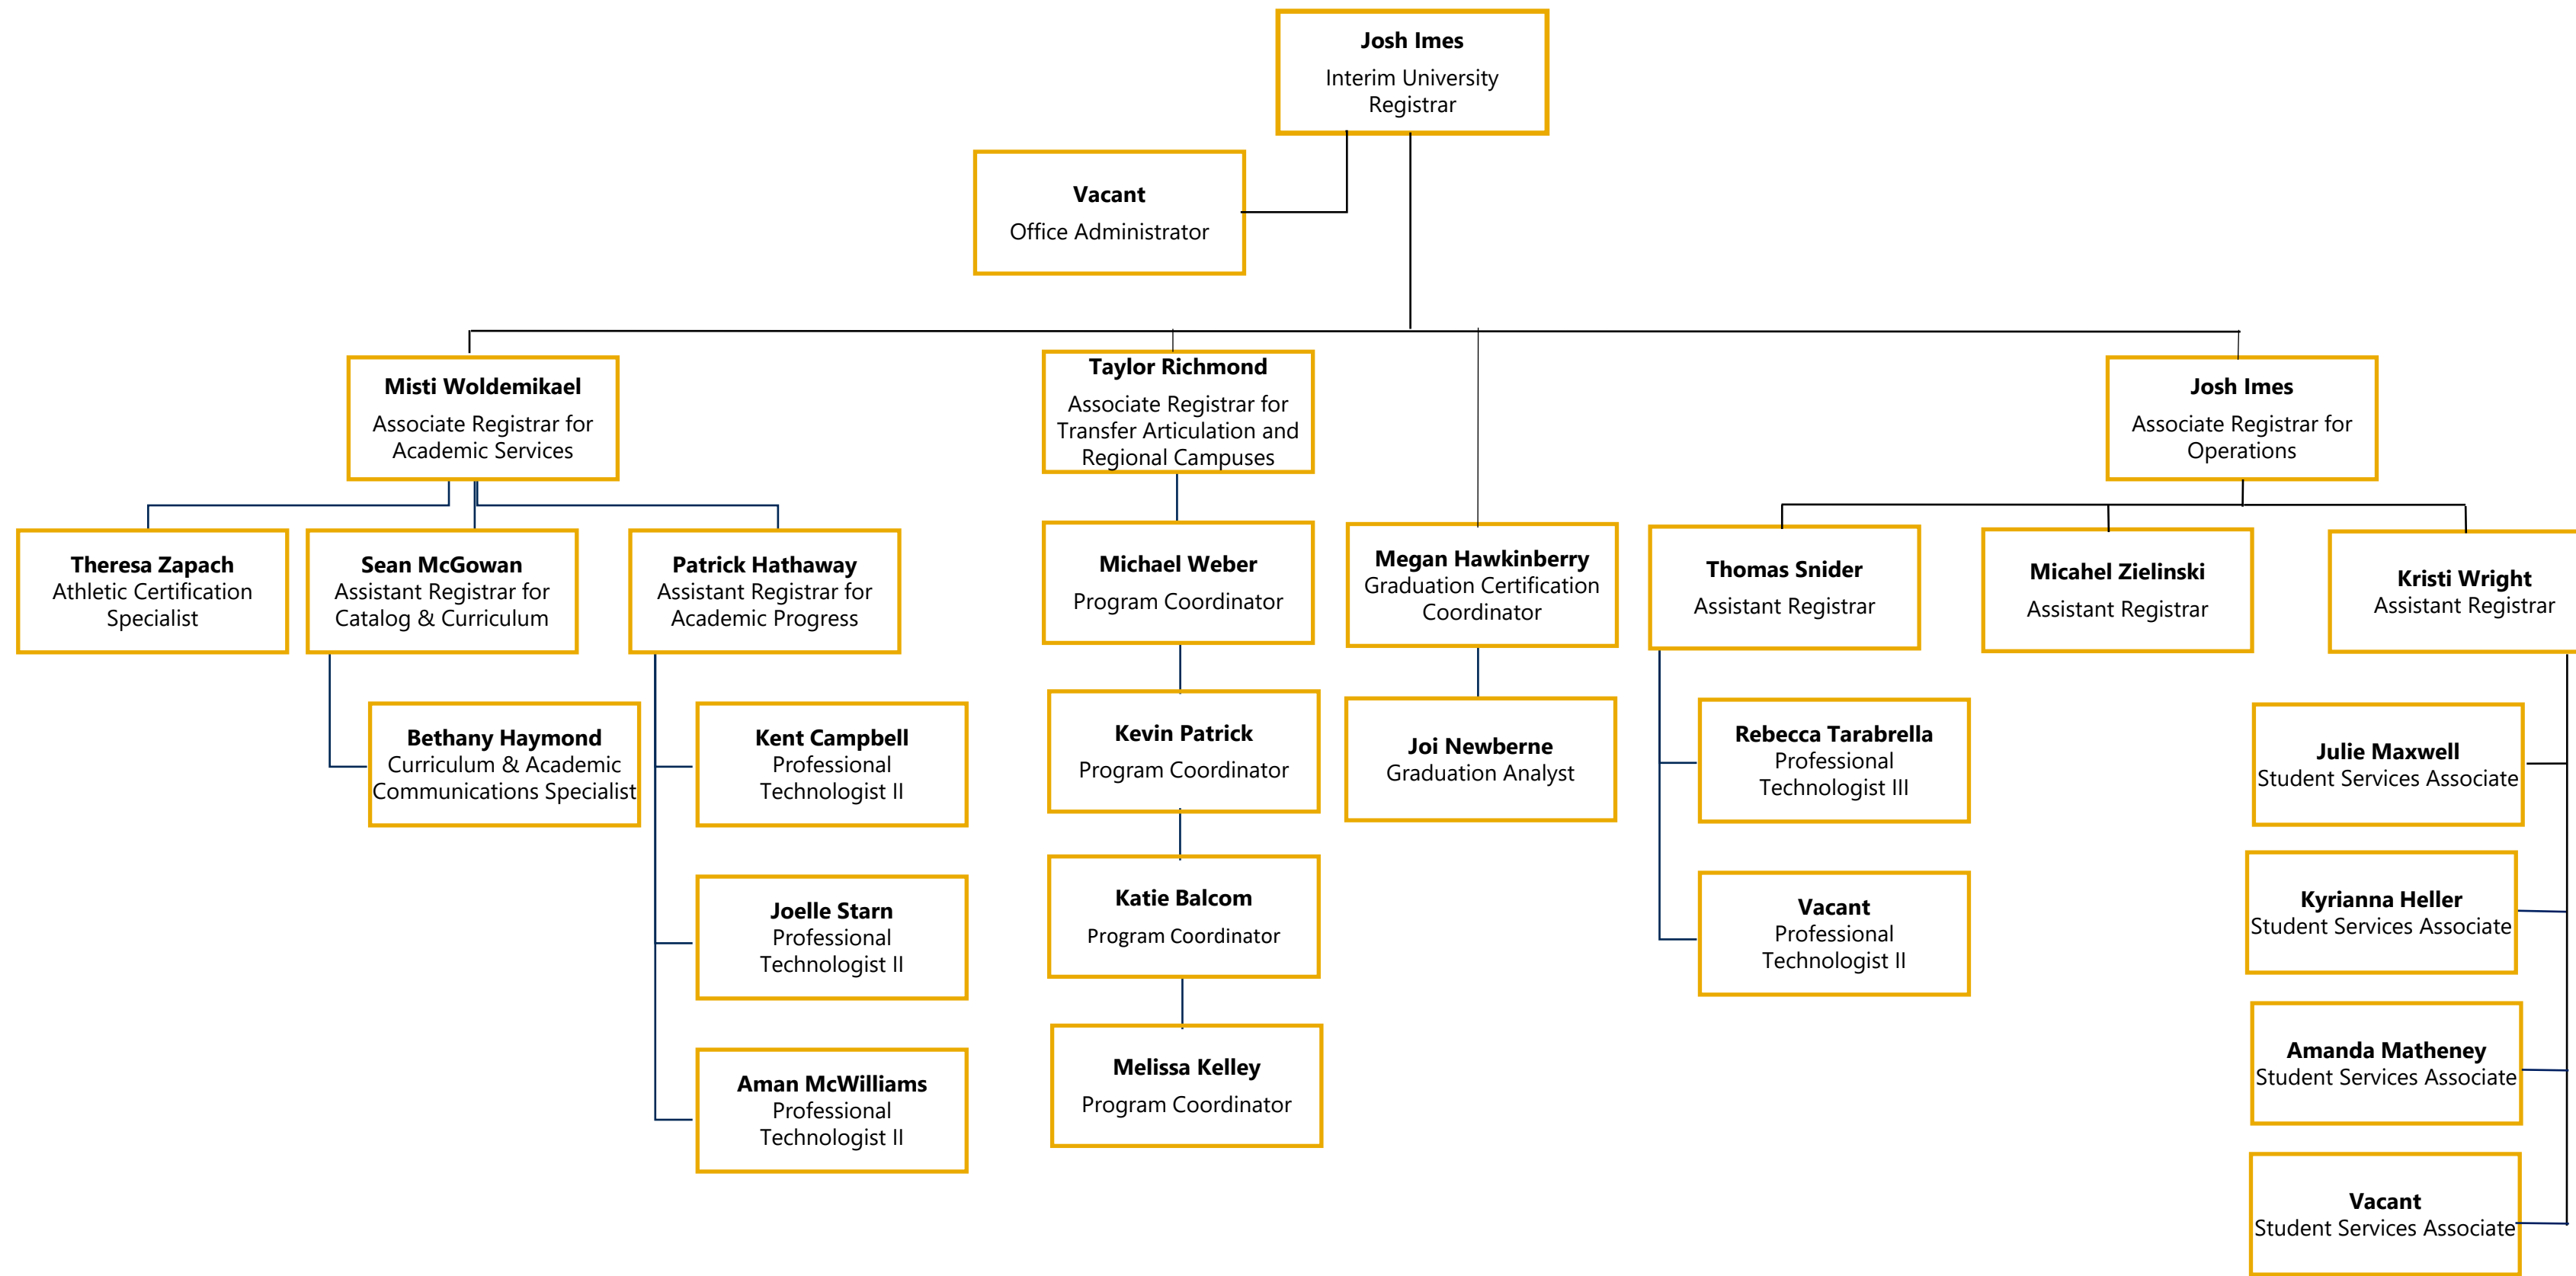 Josh Imes
Interim University
Registrar
Vacant
Office Administrator
Misti Woldemikael
Associate Registrar for
Academic Services
Taylor Richmond
Associate Registrar for
Transfer Articulation and
Regional Campuses
Josh Imes
Associate Registrar for
Operations
Theresa Zapach
Athletic Certification
Specialist
Sean McGowan
Assistant Registrar for
Catalog & Curriculum
Patrick Hathaway
Assistant Registrar for
Academic Progress
Michael Weber
Program Coordinator
Megan Hawkinberry
Graduation Certification
Coordinator
Thomas Snider
Assistant Registrar
Micahel Zielinski
Assistant Registrar
Kristi Wright
Assistant Registrar
Bethany Haymond
Curriculum & Academic
Communications Specialist
Kent Campbell
Professional
Technologist II
Kevin Patrick
Program Coordinator
Joi Newberne
Graduation Analyst
Rebecca Tarabrella
Professional
Technologist III
Julie Maxwell
Student Services Associate
Joelle Starn
Professional
Technologist II
Katie Balcom
Program Coordinator
Vacant
Professional
Technologist II
Kyrianna Heller
Student Services Associate
Aman McWilliams
Professional
Technologist II
Melissa Kelley
Program Coordinator
Amanda Matheney
Student Services Associate
Vacant
Student Services Associate